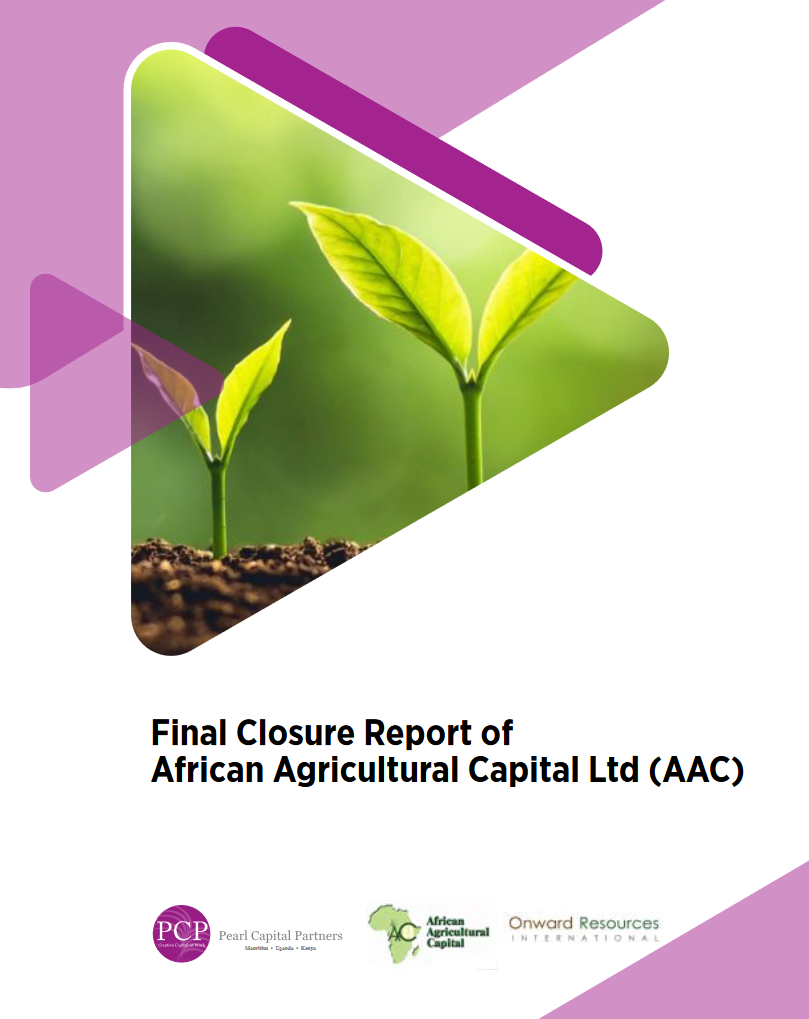 Final Closure Report of
African Agricultural Capital Ltd (AAC)
PCP
Creative Capital At Work
Pearl Capital Partners
Mauritius • Uganda • Kenya
AAC
African
Agricultural
Capital
Onward Resources
INTERNATIONAL